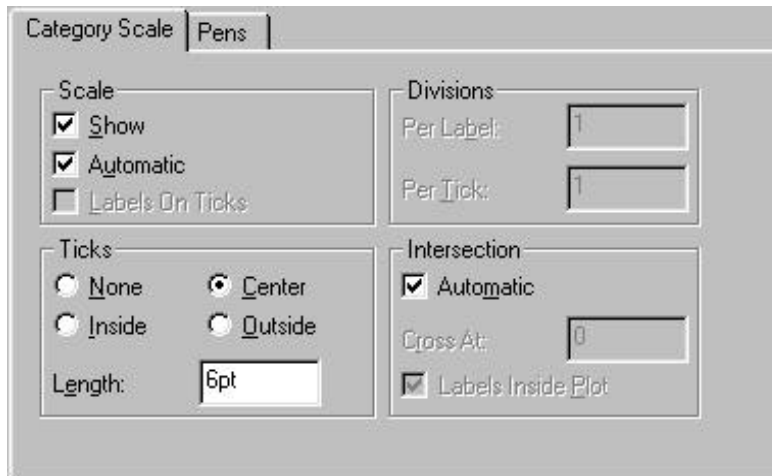 Category Scale
Pens
Scale
Show
Automatic
Labels On Ticks
Divisions
Per Label:
1
Per Tick:
1
Ticks
None
Center
Inside
Outside
Length:
6pt
Intersection
Automatic
Cross At:
0
Labels Inside Plot